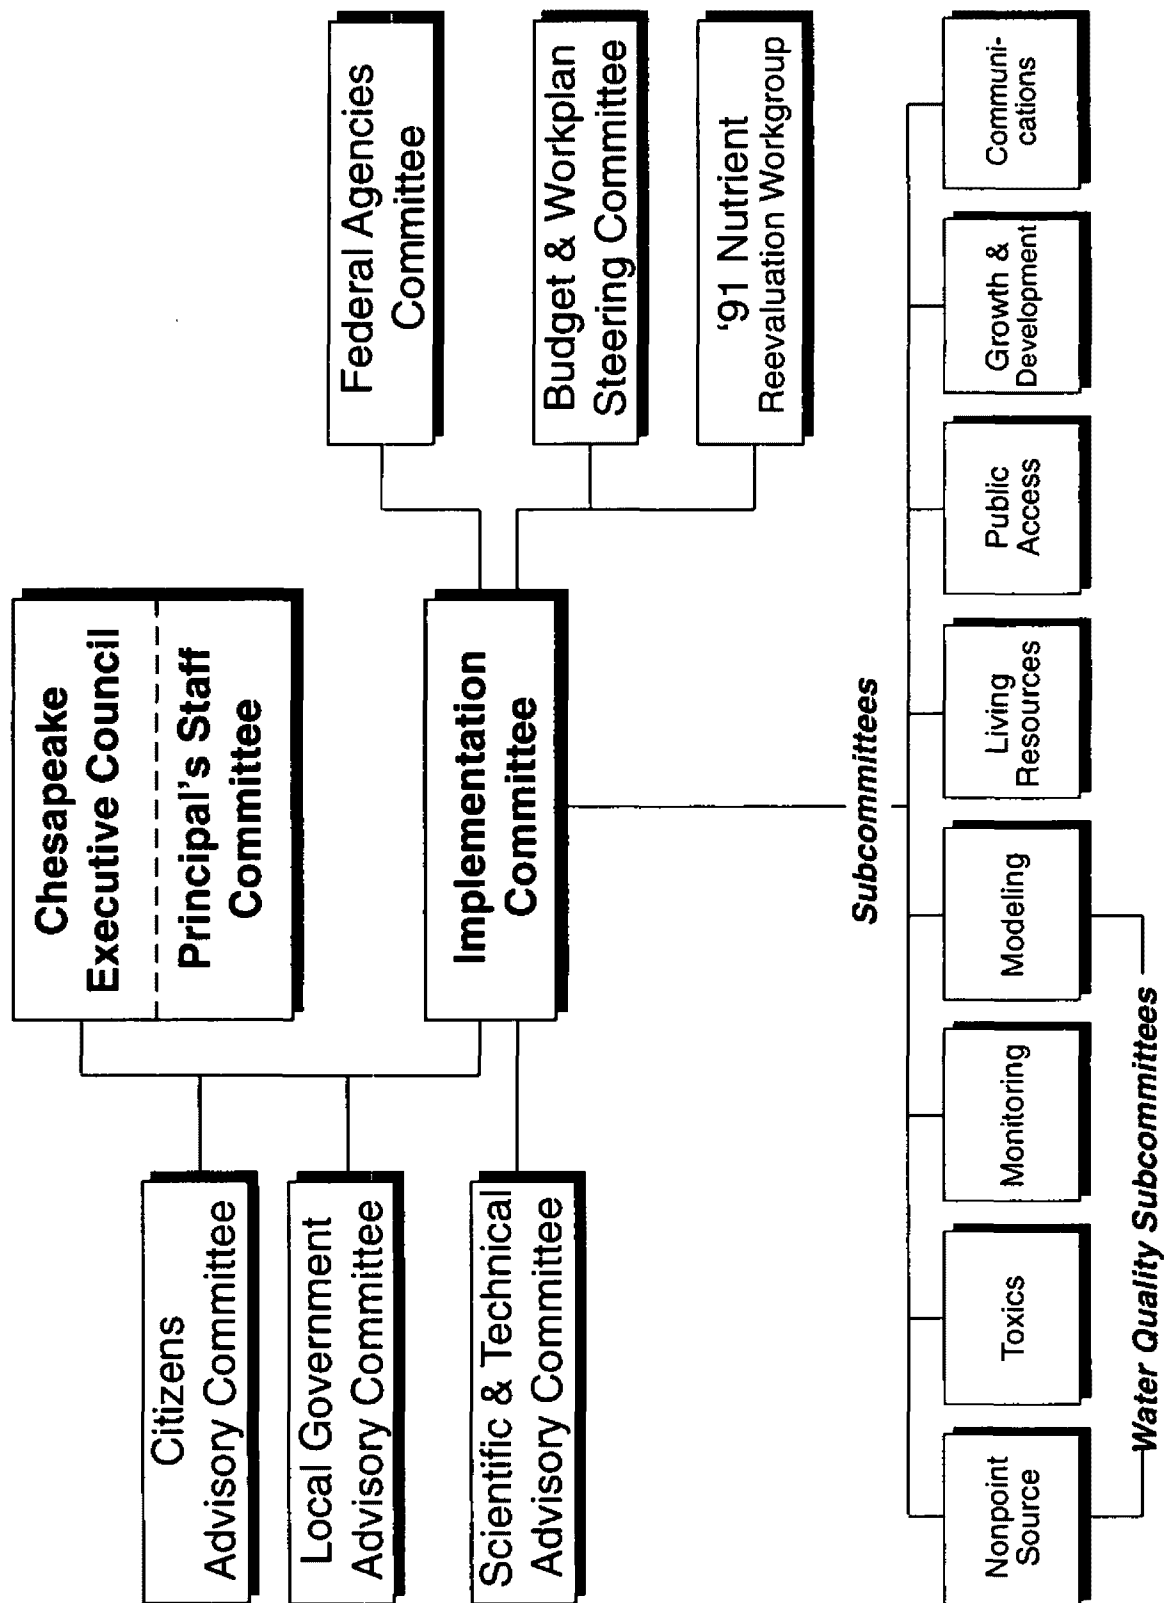 Chesapeake
Executive Council
Principal's Staff
Committee
Citizens
Advisory Committee
Local Government
Advisory Committee
Scientific & Technical
Advisory Committee
Implementation
Committee
Federal Agencies
Committee
Budget & Workplan
Steering Committee
'91 Nutrient
Reevaluation Workgroup
Subcommittees
Nonpoint
Source
Toxics
Monitoring
Modeling
Living
Resources
Public
Access
Growth &
Development
Communi-
cations
Water Quality Subcommittees